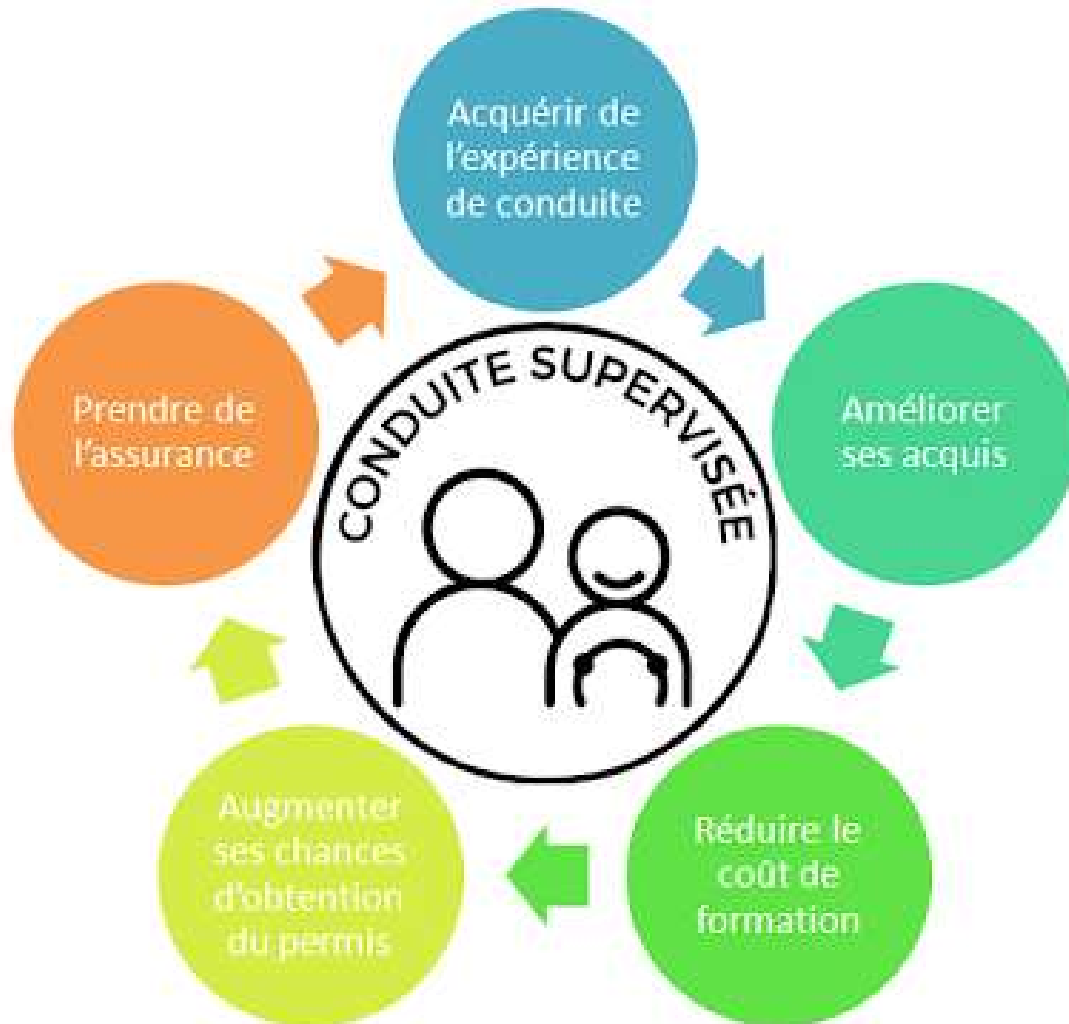 Acquérir de
l'expérience
de conduite
Améliorer
ses acquis
Réduire le
coût de
formation
Augmenter
ses chances
d'obtention
du permis
Prendre de
l'assurance
CONDUITE SUPERVISÉE